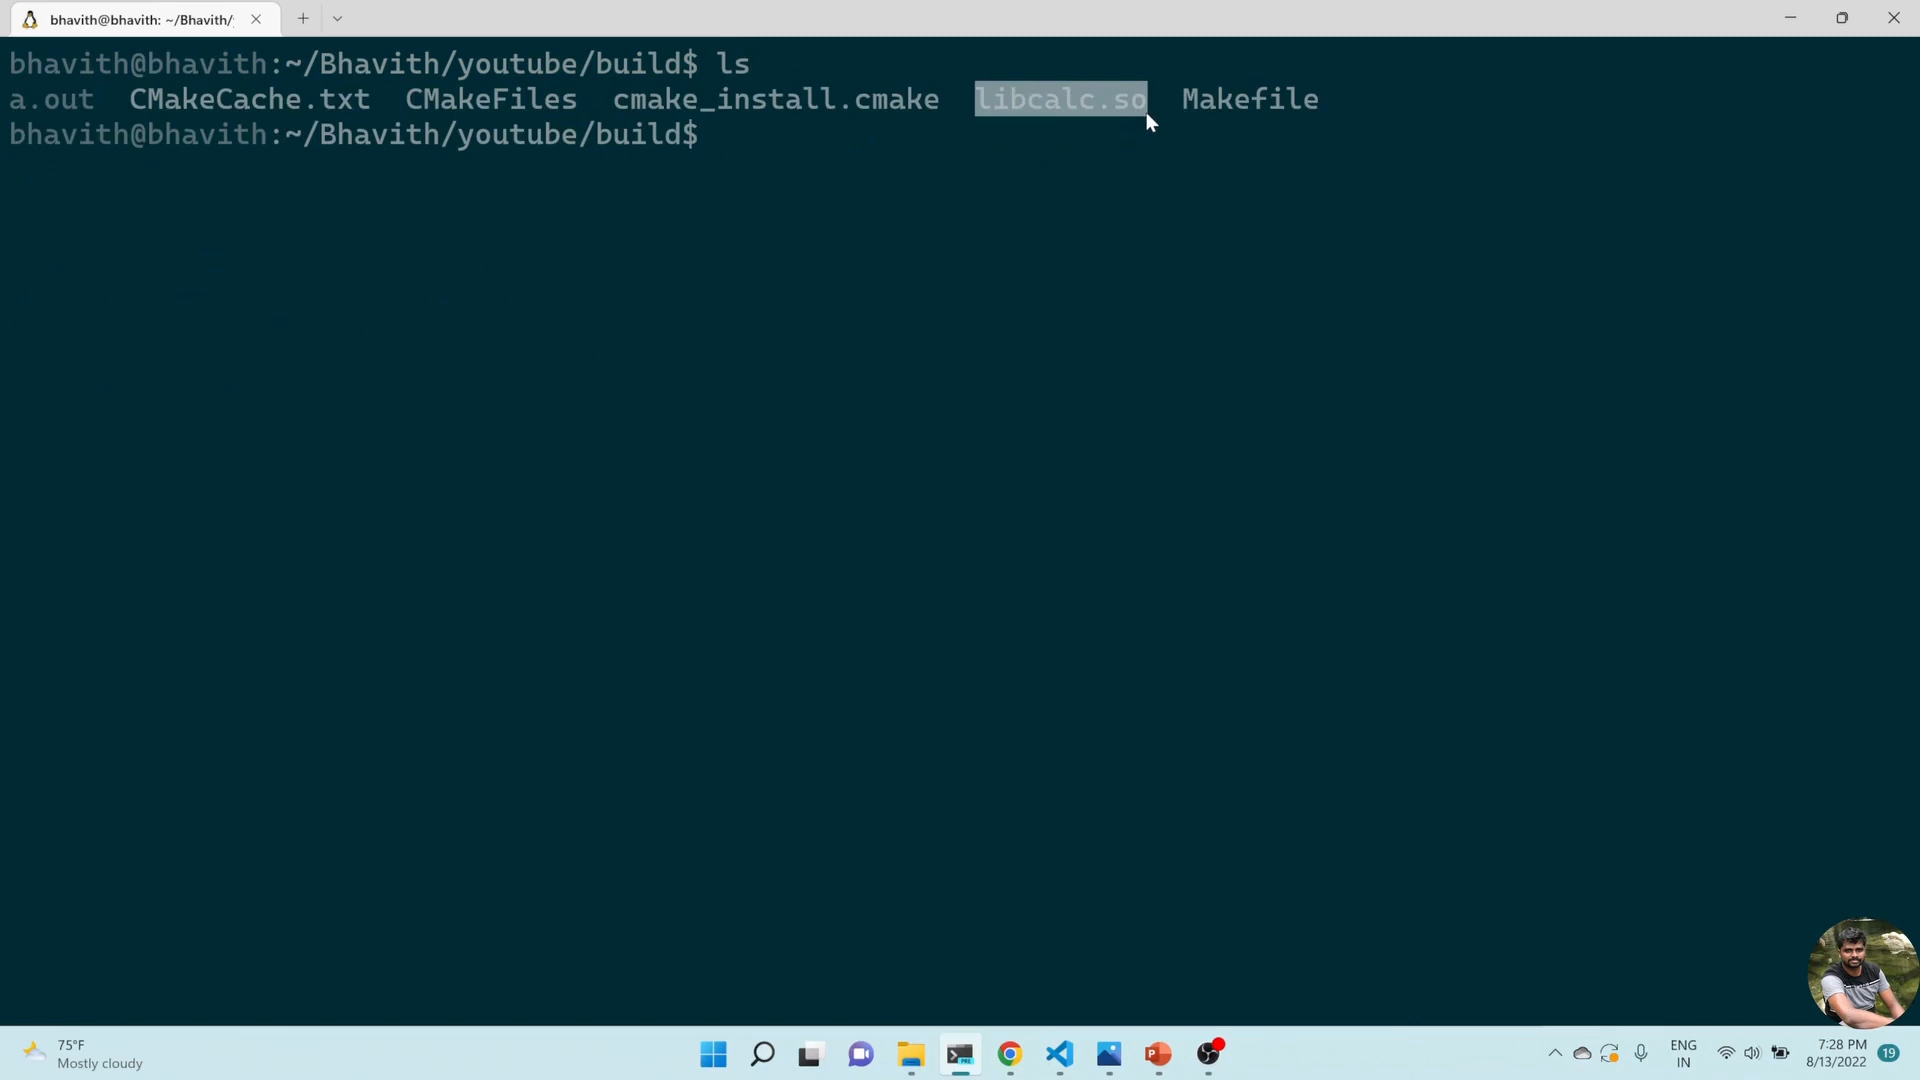 bhavith@bhavith: ~/Bhavith/
bhavith@bhavith:~/Bhavith/youtube/build$ ls
a.out CMakeCache.txt CMakeFiles cmake_install.cmake libcalc.so Makefile
bhavith@bhavith:~/Bhavith/youtube/build$
75°F
Mostly cloudy
PRE
ENG
IN
7:28 PM
8/13/2022
19